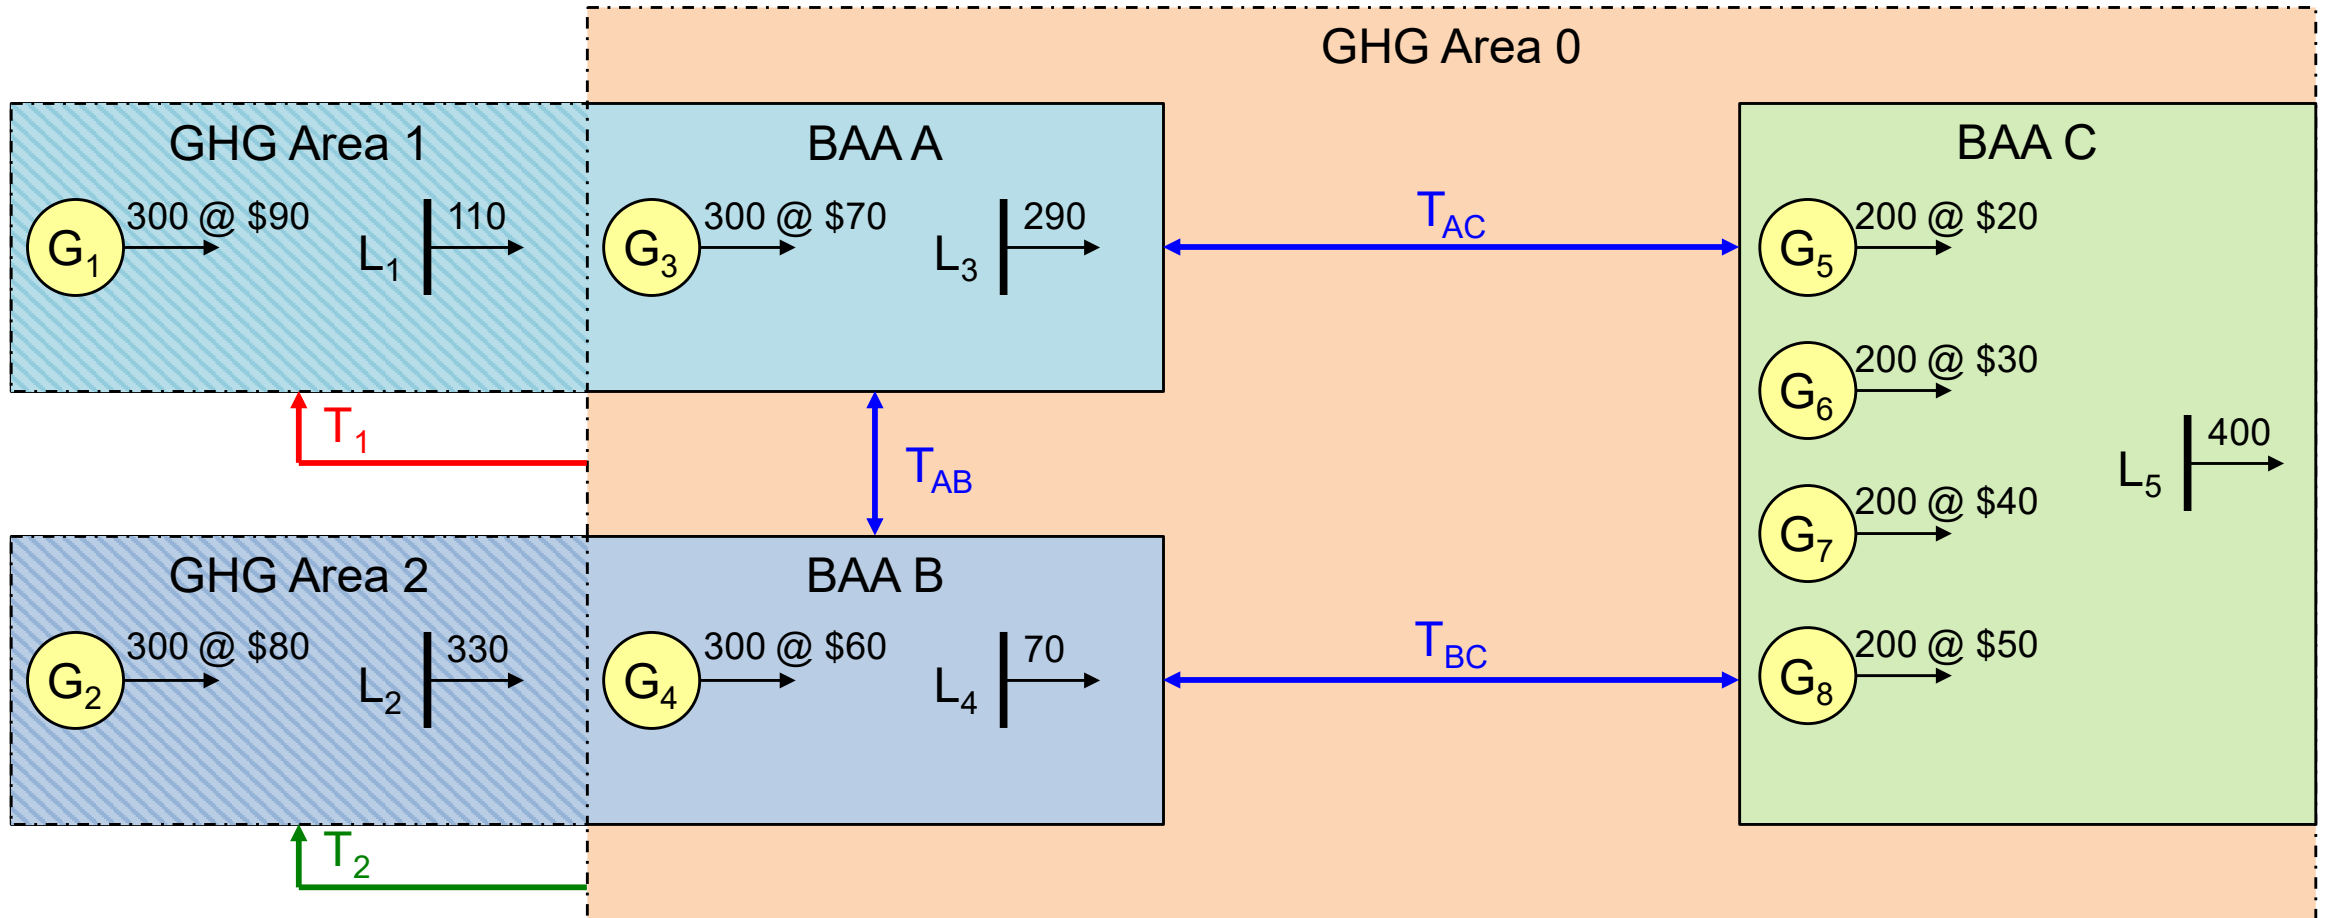 GHG Area 0
GHG Area 1
G1
300 @ $90
L1
110
BAA A
G3
300 @ $70
L3
290
TAC
BAA C
G5
200 @ $20
G6
200 @ $30
G7
200 @ $40
G8
200 @ $50
L5
400
T1
TAB
GHG Area 2
G2
300 @ $80
L2
330
BAA B
G4
300 @ $60
L4
70
TBC
T2